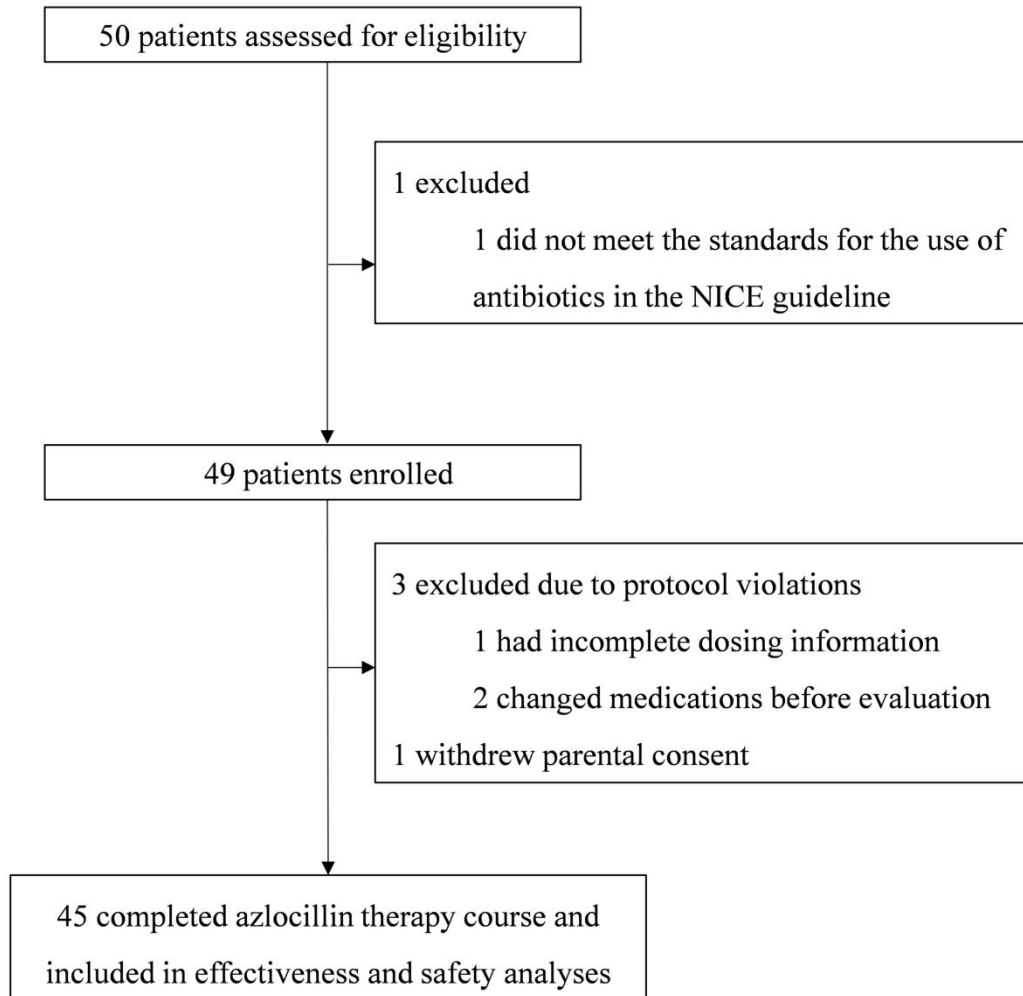 50 patients assessed for eligibility
1 excluded
1 did not meet the standards for the use of
antibiotics in the NICE guideline
49 patients enrolled
3 excluded due to protocol violations
1 had incomplete dosing information
2 changed medications before evaluation
1 withdrew parental consent
45 completed azlocillin therapy course and
included in effectiveness and safety analyses